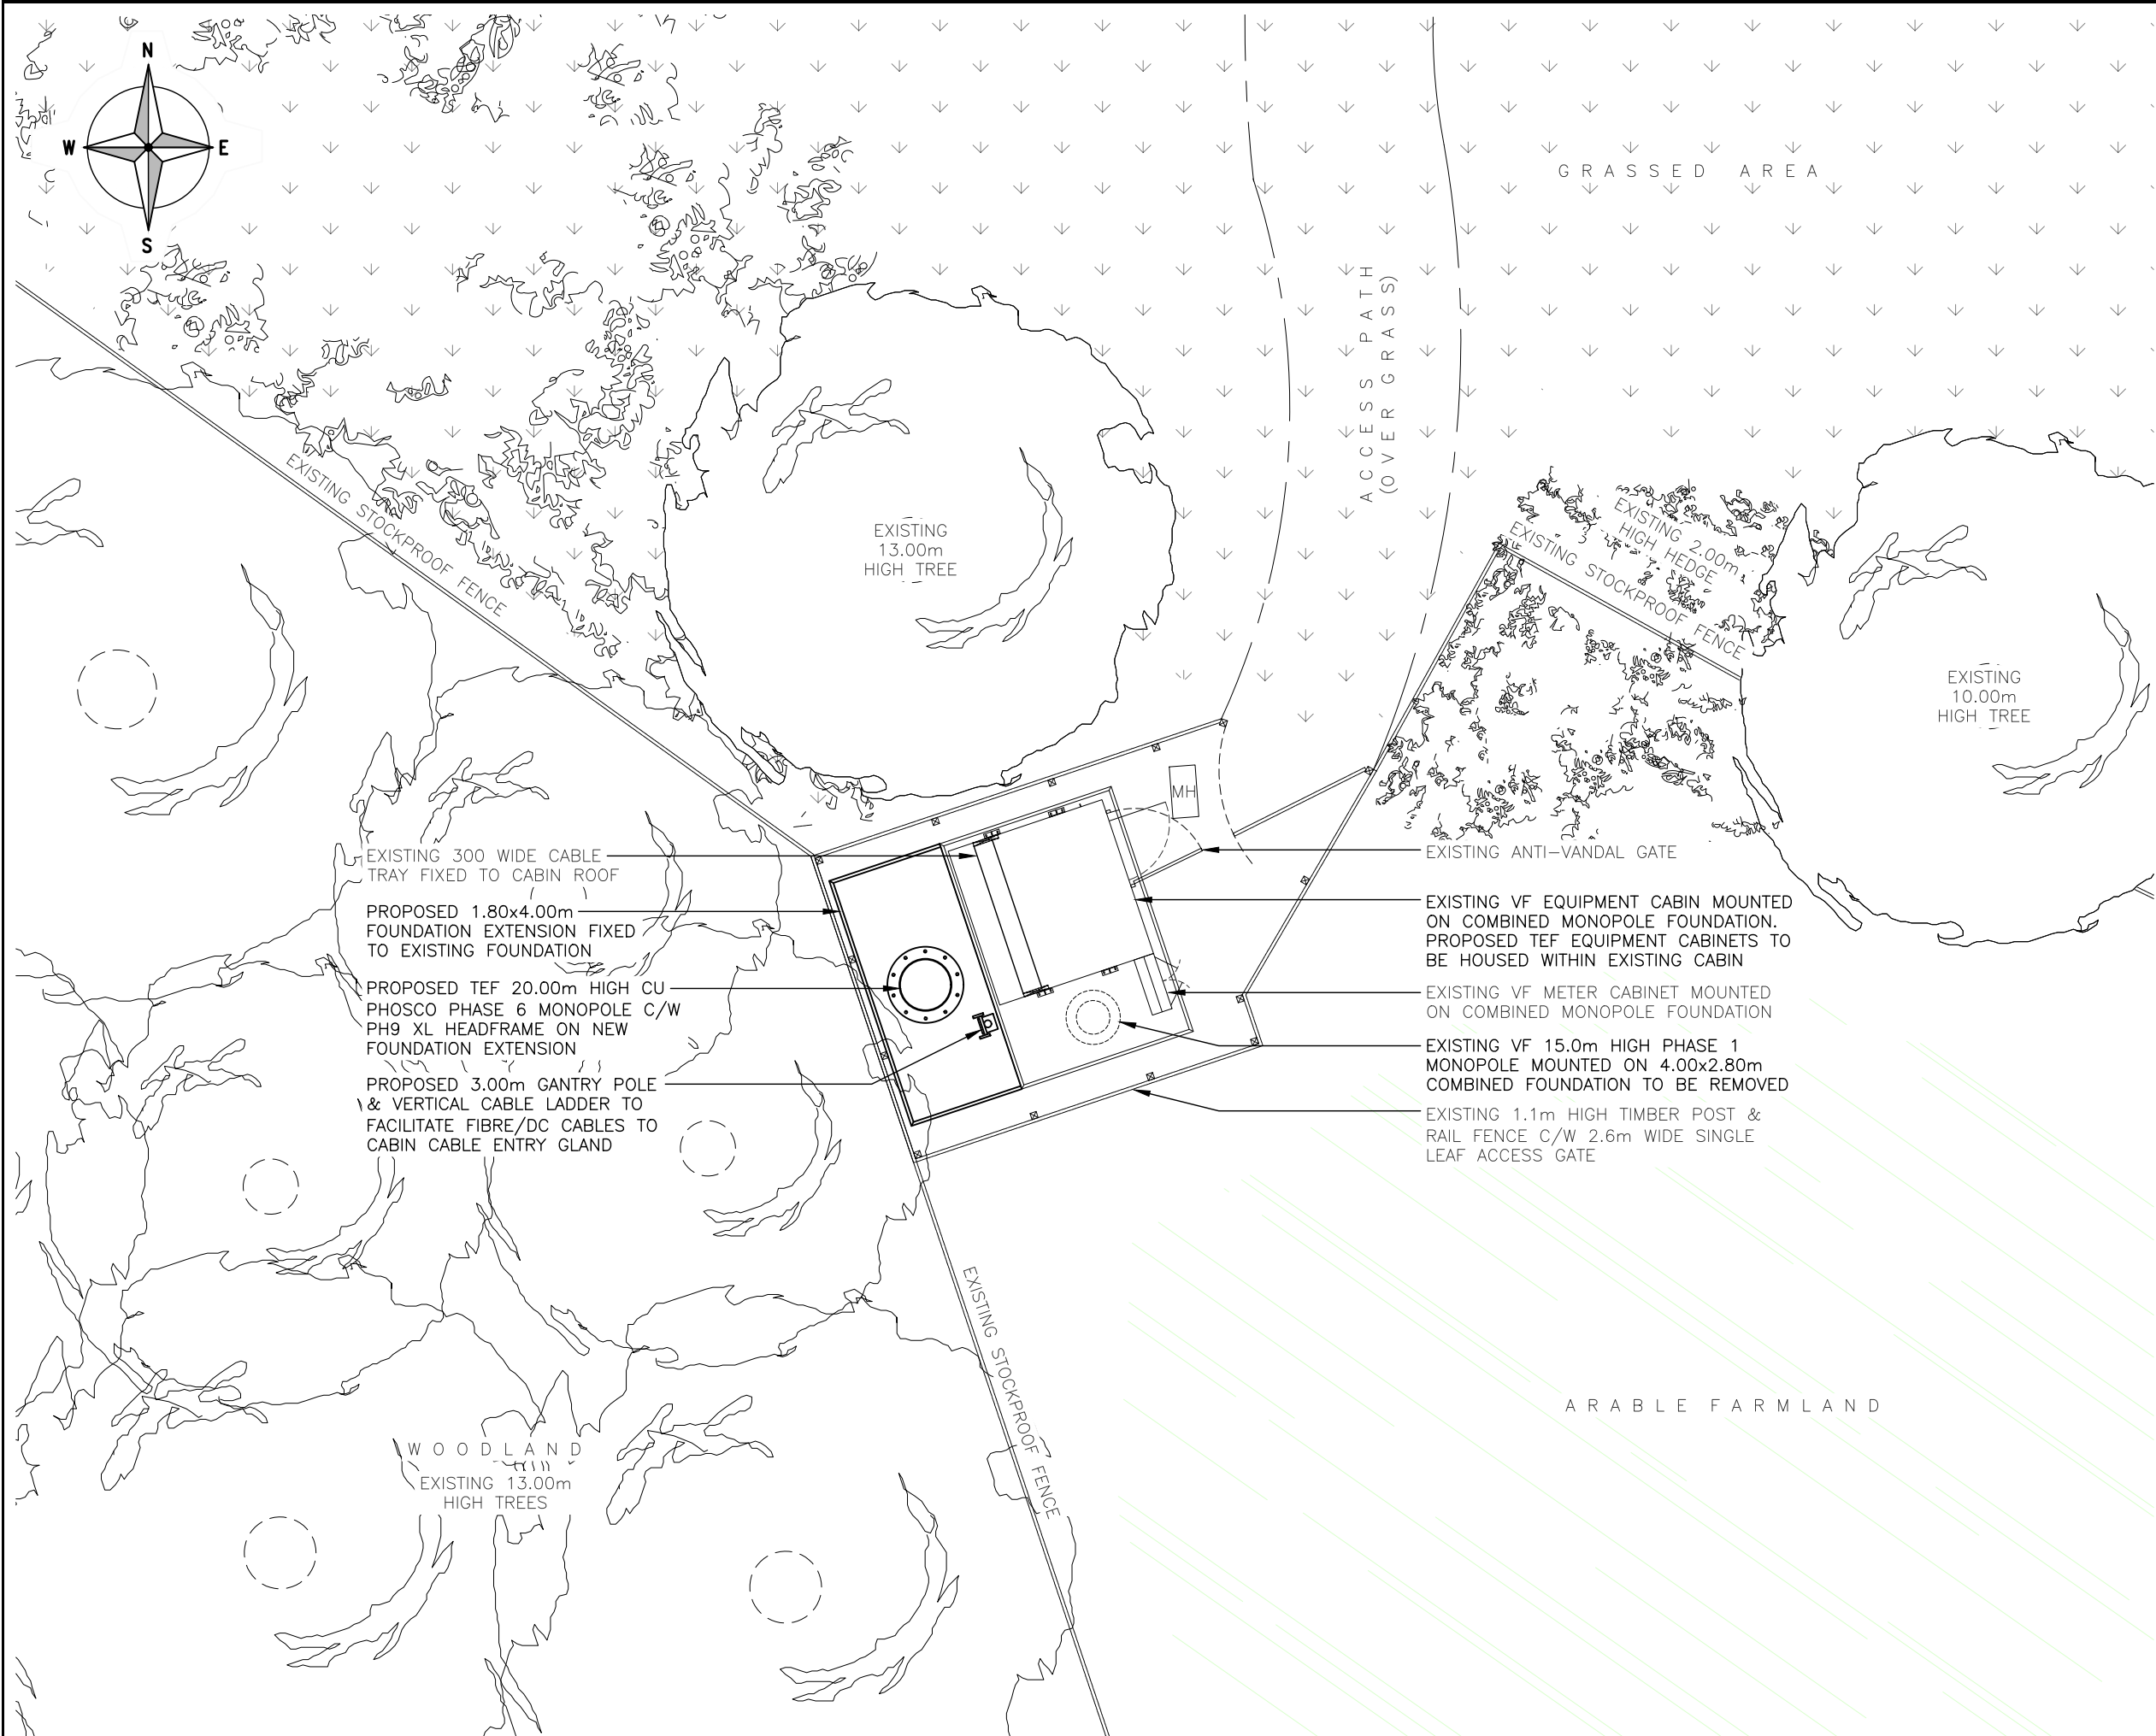 N
W
E
S
GRASSED AREA
ACCESS PATH
(OVER GRASS)
EXISTING STOCKPROOF FENCE
EXISTING
13.00m
HIGH TREE
EXISTING 2.00m
HIGH HEDGE
EXISTING STOCKPROOF FENCE
EXISTING
10.00m
HIGH TREE
MH
EXISTING 300 WIDE CABLE
TRAY FIXED TO CABIN ROOF
PROPOSED 1.80x4.00m
FOUNDATION EXTENSION FIXED
TO EXISTING FOUNDATION
PROPOSED TEF 20.00m HIGH CU
PHOSCO PHASE 6 MONOPOLE C/W
PH9 XL HEADFRAME ON NEW
FOUNDATION EXTENSION
PROPOSED 3.00m GANTRY POLE
& VERTICAL CABLE LADDER TO
FACILITATE FIBRE/DC CABLES TO
CABIN CABLE ENTRY GLAND
EXISTING ANTI-VANDAL GATE
EXISTING VF EQUIPMENT CABIN MOUNTED
ON COMBINED MONOPOLE FOUNDATION.
PROPOSED TEF EQUIPMENT CABINETS TO
BE HOUSED WITHIN EXISTING CABIN
EXISTING VF METER CABINET MOUNTED
ON COMBINED MONOPOLE FOUNDATION
EXISTING VF 15.0m HIGH PHASE 1
MONOPOLE MOUNTED ON 4.00x2.80m
COMBINED FOUNDATION TO BE REMOVED
EXISTING 1.1m HIGH TIMBER POST &
RAIL FENCE C/W 2.6m WIDE SINGLE
LEAF ACCESS GATE
EXISTING STOCKPROOF FENCE
ARABLE FARMLAND
WOODLAND
EXISTING 13.00m
HIGH TREES